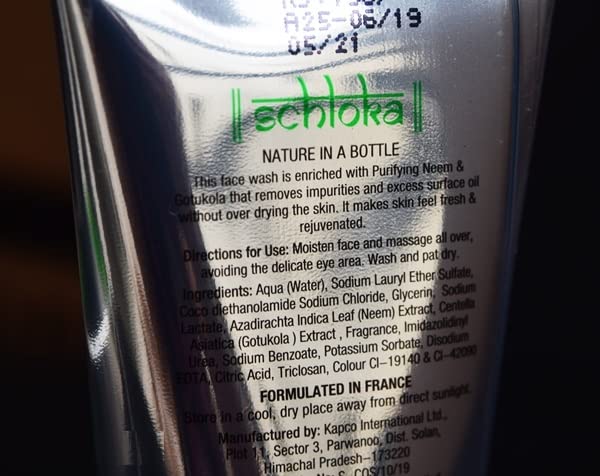 A25-06/19
05/21
schloka
NATURE IN A BOTTLE
This face wash is enriched with Purifying Neem &
Gotukola that removes impurities and excess surface oil
without over drying the skin. It makes skin feel fresh &
rejuvenated.
Directions for Use: Moisten face and massage all over,
avoiding the delicate eye area. Wash and pat dry.
Ingredients: Aqua (Water), Sodium Lauryl Ether Sulfate,
Coco diethanolamide Sodium Chloride, Glycerin, Sodium
Lactate, Azadirachta Indica Leaf (Neem) Extract, Centella
Asiatica (Gotukola ) Extract , Fragrance, Imidazolidinyl
Urea, Sodium Benzoate, Potassium Sorbate, Disodium
EDTA, Citric Acid, Triclosan, Colour CI-19140 & CI-42090
FORMULATED IN FRANCE
Store in a cool, dry place away from direct sunlight.
Manufactured by: Kapco International Ltd.,
Plot 11, Sector 3, Parwanoo, Dist. Solan,
Himachal Pradesh-173220
COS/10/19